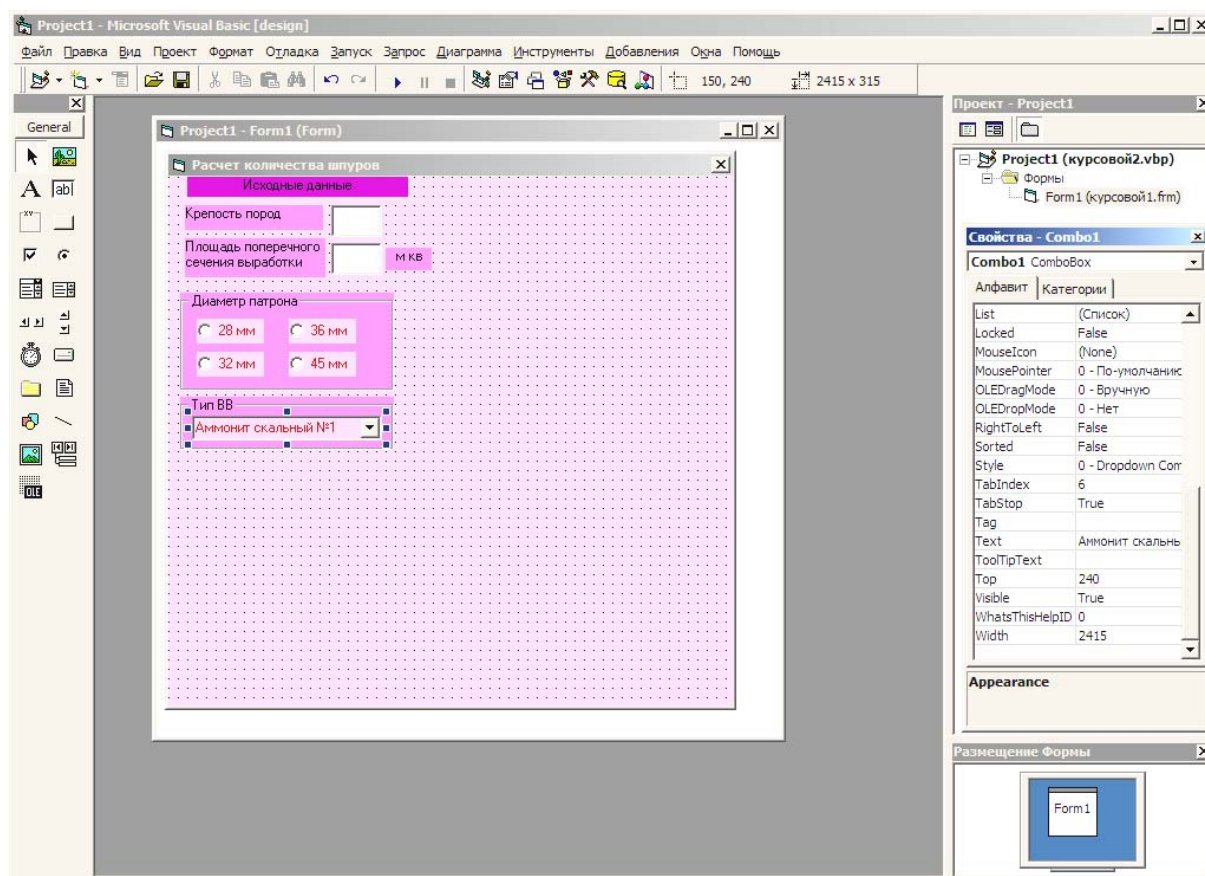 Project1 - Microsoft Visual Basic [design]
Файл Правка Вид Проект Формат Отладка Запуск Запрос Диаграмма Инструменты Добавления Окна Помощь
150, 240 2415 x 315
General
A ab
xv
OLE
Project1 - Form1 (Form)
Расчет количества шпуров
Исходные данные
Крепость пород
Площадь поперечного
сечения выработки
м кв
Диаметр патрона
28 мм 36 мм
32 мм 45 мм
Тип ВВ
Аммонит скальный №1
Проект - Project1
Project1 (курсовой2.vbp)
Формы
Form1 (курсовой1.frm)
Свойства - Combo1
Combo1 ComboBox
Алфавит Категории
List (Список)
Locked False
MouseIcon (None)
MousePointer 0 - По-умолчанию
OLEDragMode 0 - Вручную
OLEDropMode 0 - Нет
RightToLeft False
Sorted False
Style 0 - Dropdown Com
TabIndex 6
TabStop True
Tag
Text Аммонит скальнь
ToolTipText
Top 240
Visible True
WhatsThisHelpID 0
Width 2415
Appearance
Размещение Формы
Form1